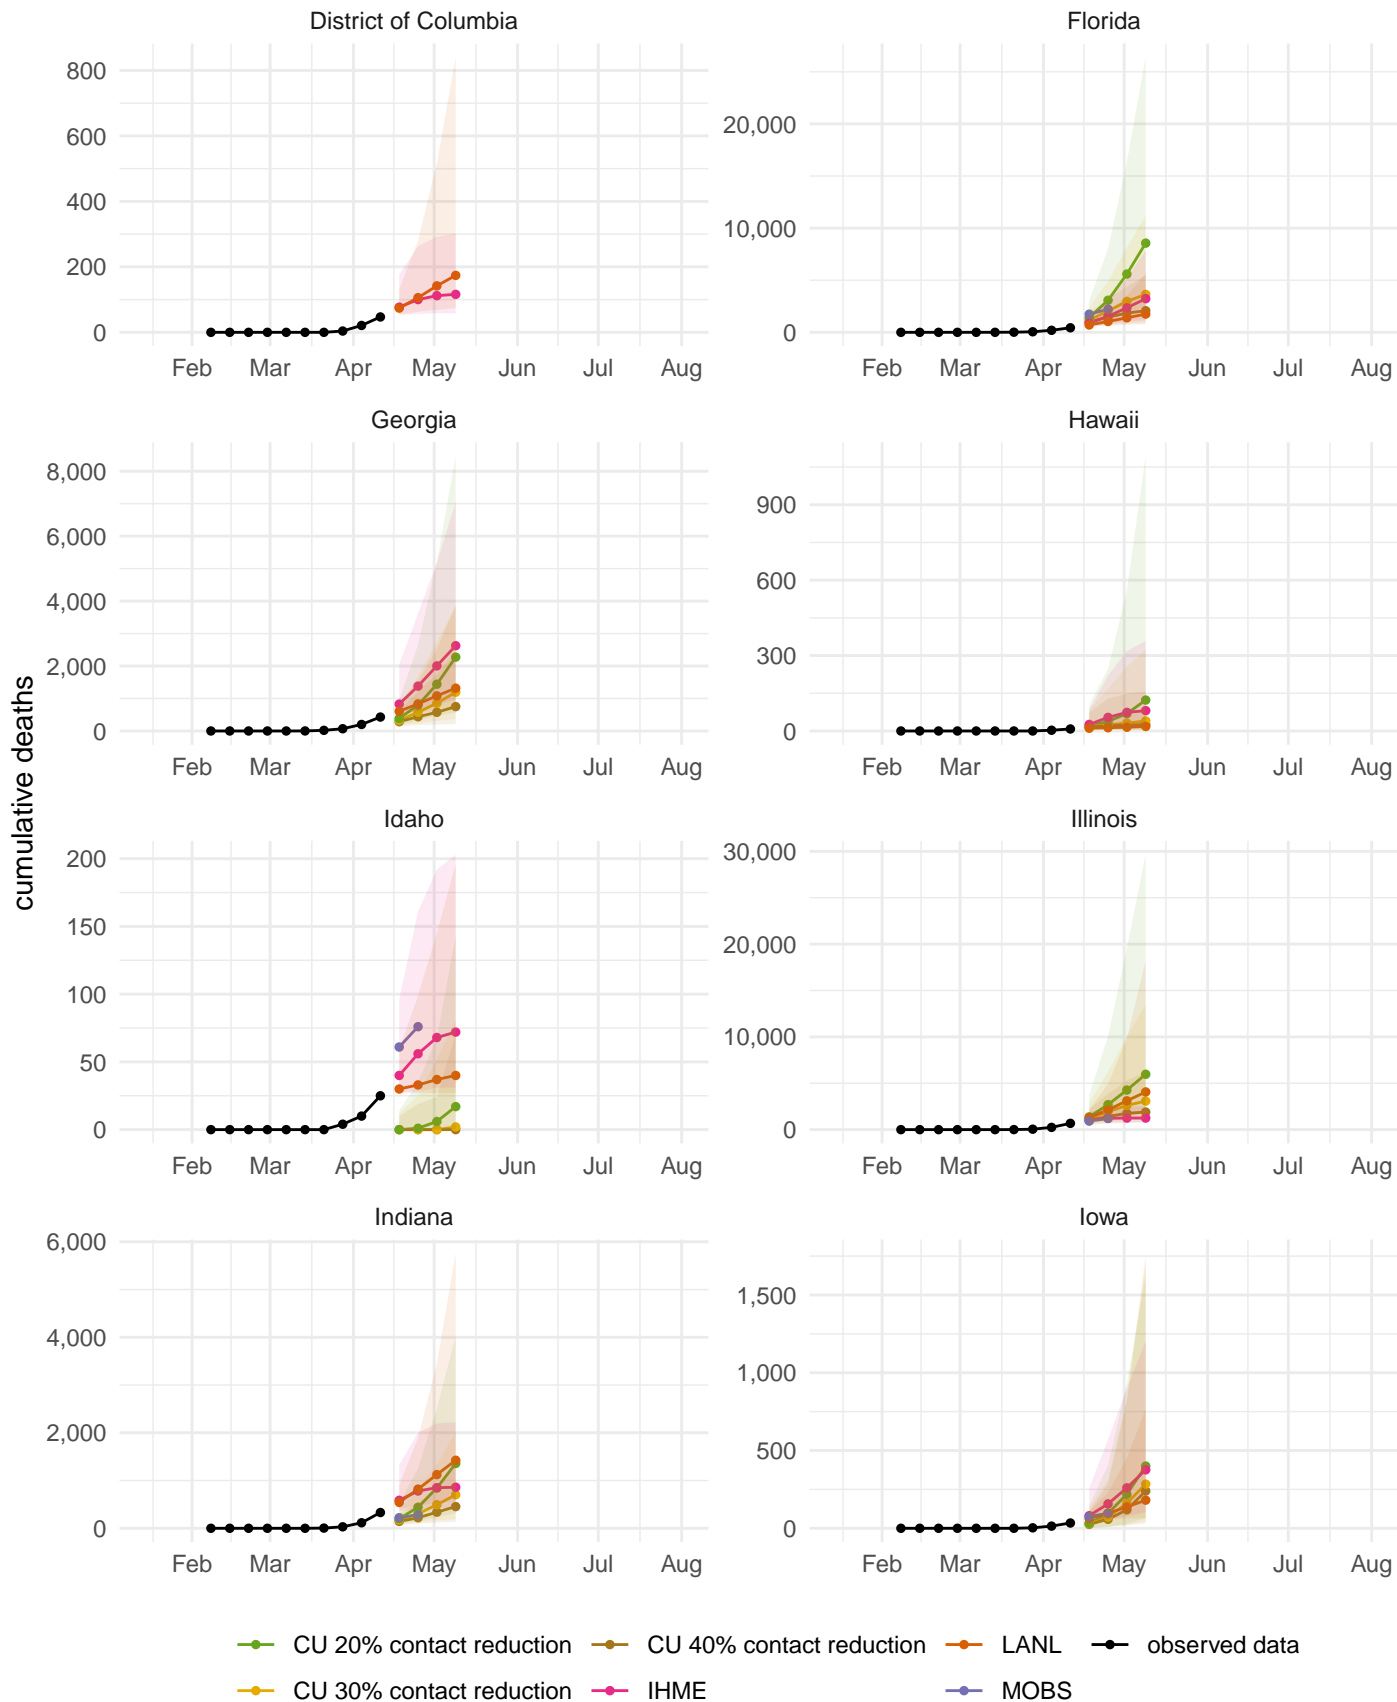 District of Columbia
Florida
800
600
400
200
0
20,000
10,000
0
Feb Mar Apr May Jun Jul Aug
Feb Mar Apr May Jun Jul Aug
Georgia
Hawaii
8,000
6,000
4,000
2,000
0
900
600
300
0
Feb Mar Apr May Jun Jul Aug
Feb Mar Apr May Jun Jul Aug
cumulative deaths
Idaho
Illinois
200
150
100
50
0
30,000
20,000
10,000
0
Feb Mar Apr May Jun Jul Aug
Feb Mar Apr May Jun Jul Aug
Indiana
Iowa
6,000
4,000
2,000
0
1,500
1,000
500
0
Feb Mar Apr May Jun Jul Aug
Feb Mar Apr May Jun Jul Aug
CU 20% contact reduction CU 40% contact reduction LANL observed data
CU 30% contact reduction IHME MOBS